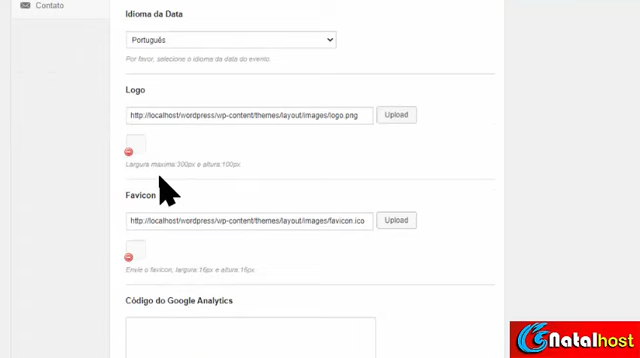 Contato
Idioma da Data
Português
Por favor, selecione o idioma da data do evento.
Logo
http://localhost/wordpress/wp-content/themes/layout/images/logo.png
Upload
Largura maxima:300px e altura:100px
Favicon
http://localhost/wordpress/wp-content/themes/layout/images/favicon.ico
Upload
Envie o favicon, largura:16px e altura:16px
Código do Google Analytics
Natalhost